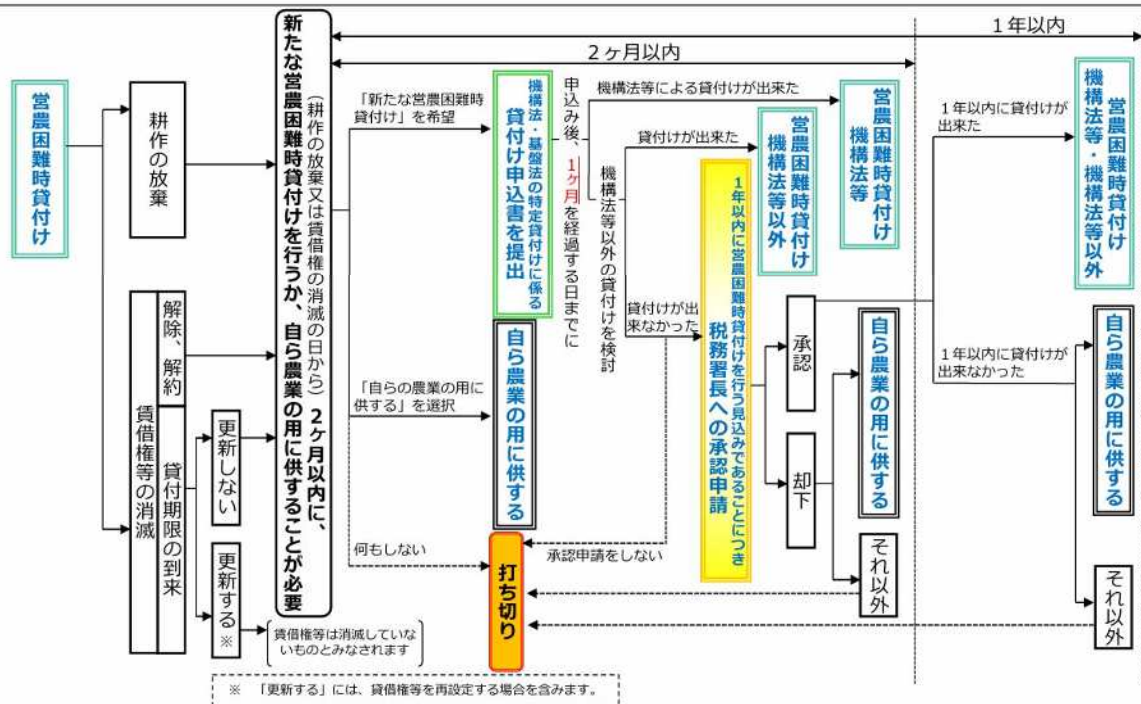 営農困難時貸付け
耕作の放棄
賃借権等の消滅
解除、解約
貸付期限の到来
更新しない
更新する※
賃借権等は消滅していな
いものとみなされます
※　「更新する」には、賃借権等を再設定する場合を含みます。
（耕作の放棄又は賃借権の消滅の日から）２ヶ月以内に、
新たな営農困難時貸付けを行うか、自ら農業の用に供することが必要
１年以内
２ヶ月以内
「新たな営農困難時
貸付け」を希望
「自らの農業の用に
供する」を選択
何もしない
機構法・基盤法の特定貸付けに係る
貸付け申込書を提出
自ら農業の用に供する
打ち切り
申込み後、１ヶ月を経過する日までに
機構法等による貸付けが出来た
機構法等以外の貸付けを検討
貸付けが出来た
貸付けが出
来なかった
承認申請をしない
１年以内に営農困難時貸付けを行う見込みであることにつき
税務署長への承認申請
営農困難時貸付け
機構法等以外
営農困難時貸付け
機構法等
承認
却下
自ら農業の用に供する
それ以外
１年以内に貸付けが
出来た
１年以内に貸付けが
出来なかった
営農困難時貸付け
機構法等・機構法等以外
自ら農業の用に供する
それ以外